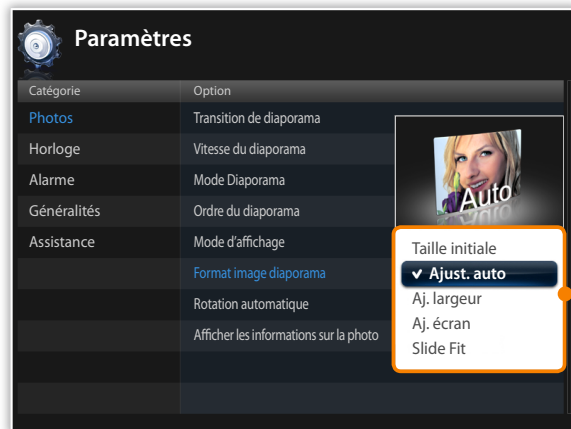 Paramètres
Catégorie Option
Photos Transition de diaporama
Horloge Vitesse du diaporama
Alarme Mode Diaporama
Généralités Ordre du diaporama
Assistance Mode d'affichage
Format image diaporama
Rotation automatique
Afficher les informations sur la photo
Auto
Taille initiale
✔ Ajust. auto
Aj. largeur
Aj. écran
Slide Fit